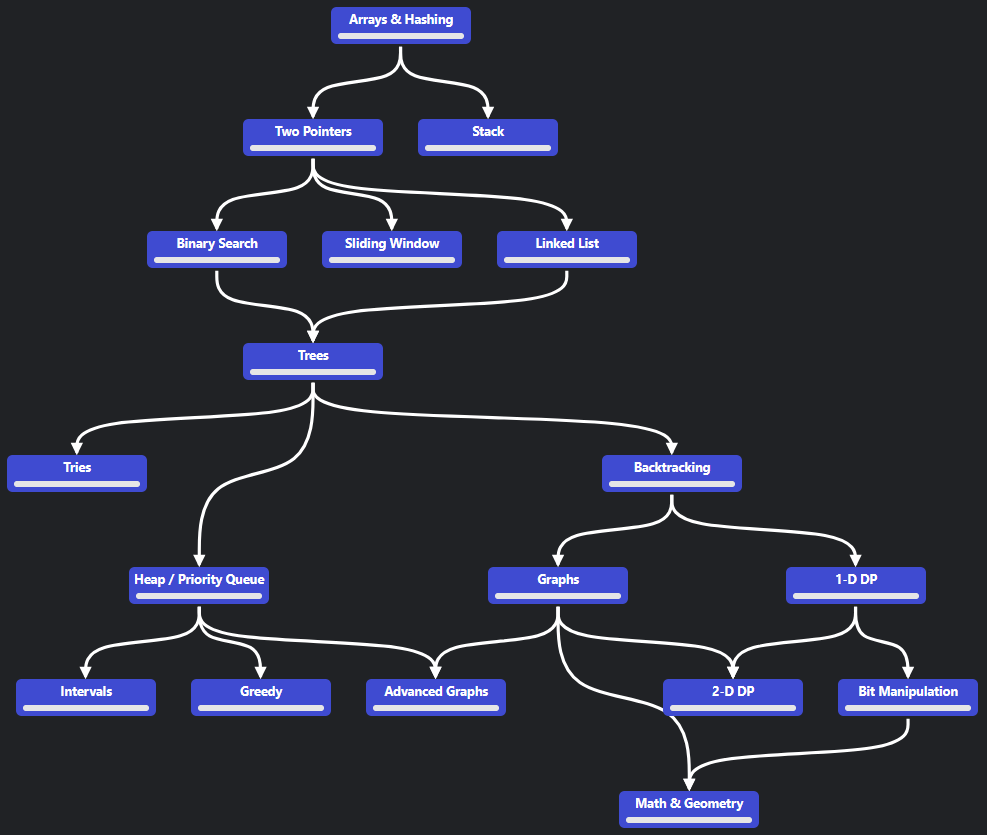 Arrays & Hashing
Two Pointers
Stack
Binary Search
Sliding Window
Linked List
Trees
Tries
Backtracking
Heap / Priority Queue
Graphs
1-D DP
Intervals
Greedy
Advanced Graphs
2-D DP
Bit Manipulation
Math & Geometry